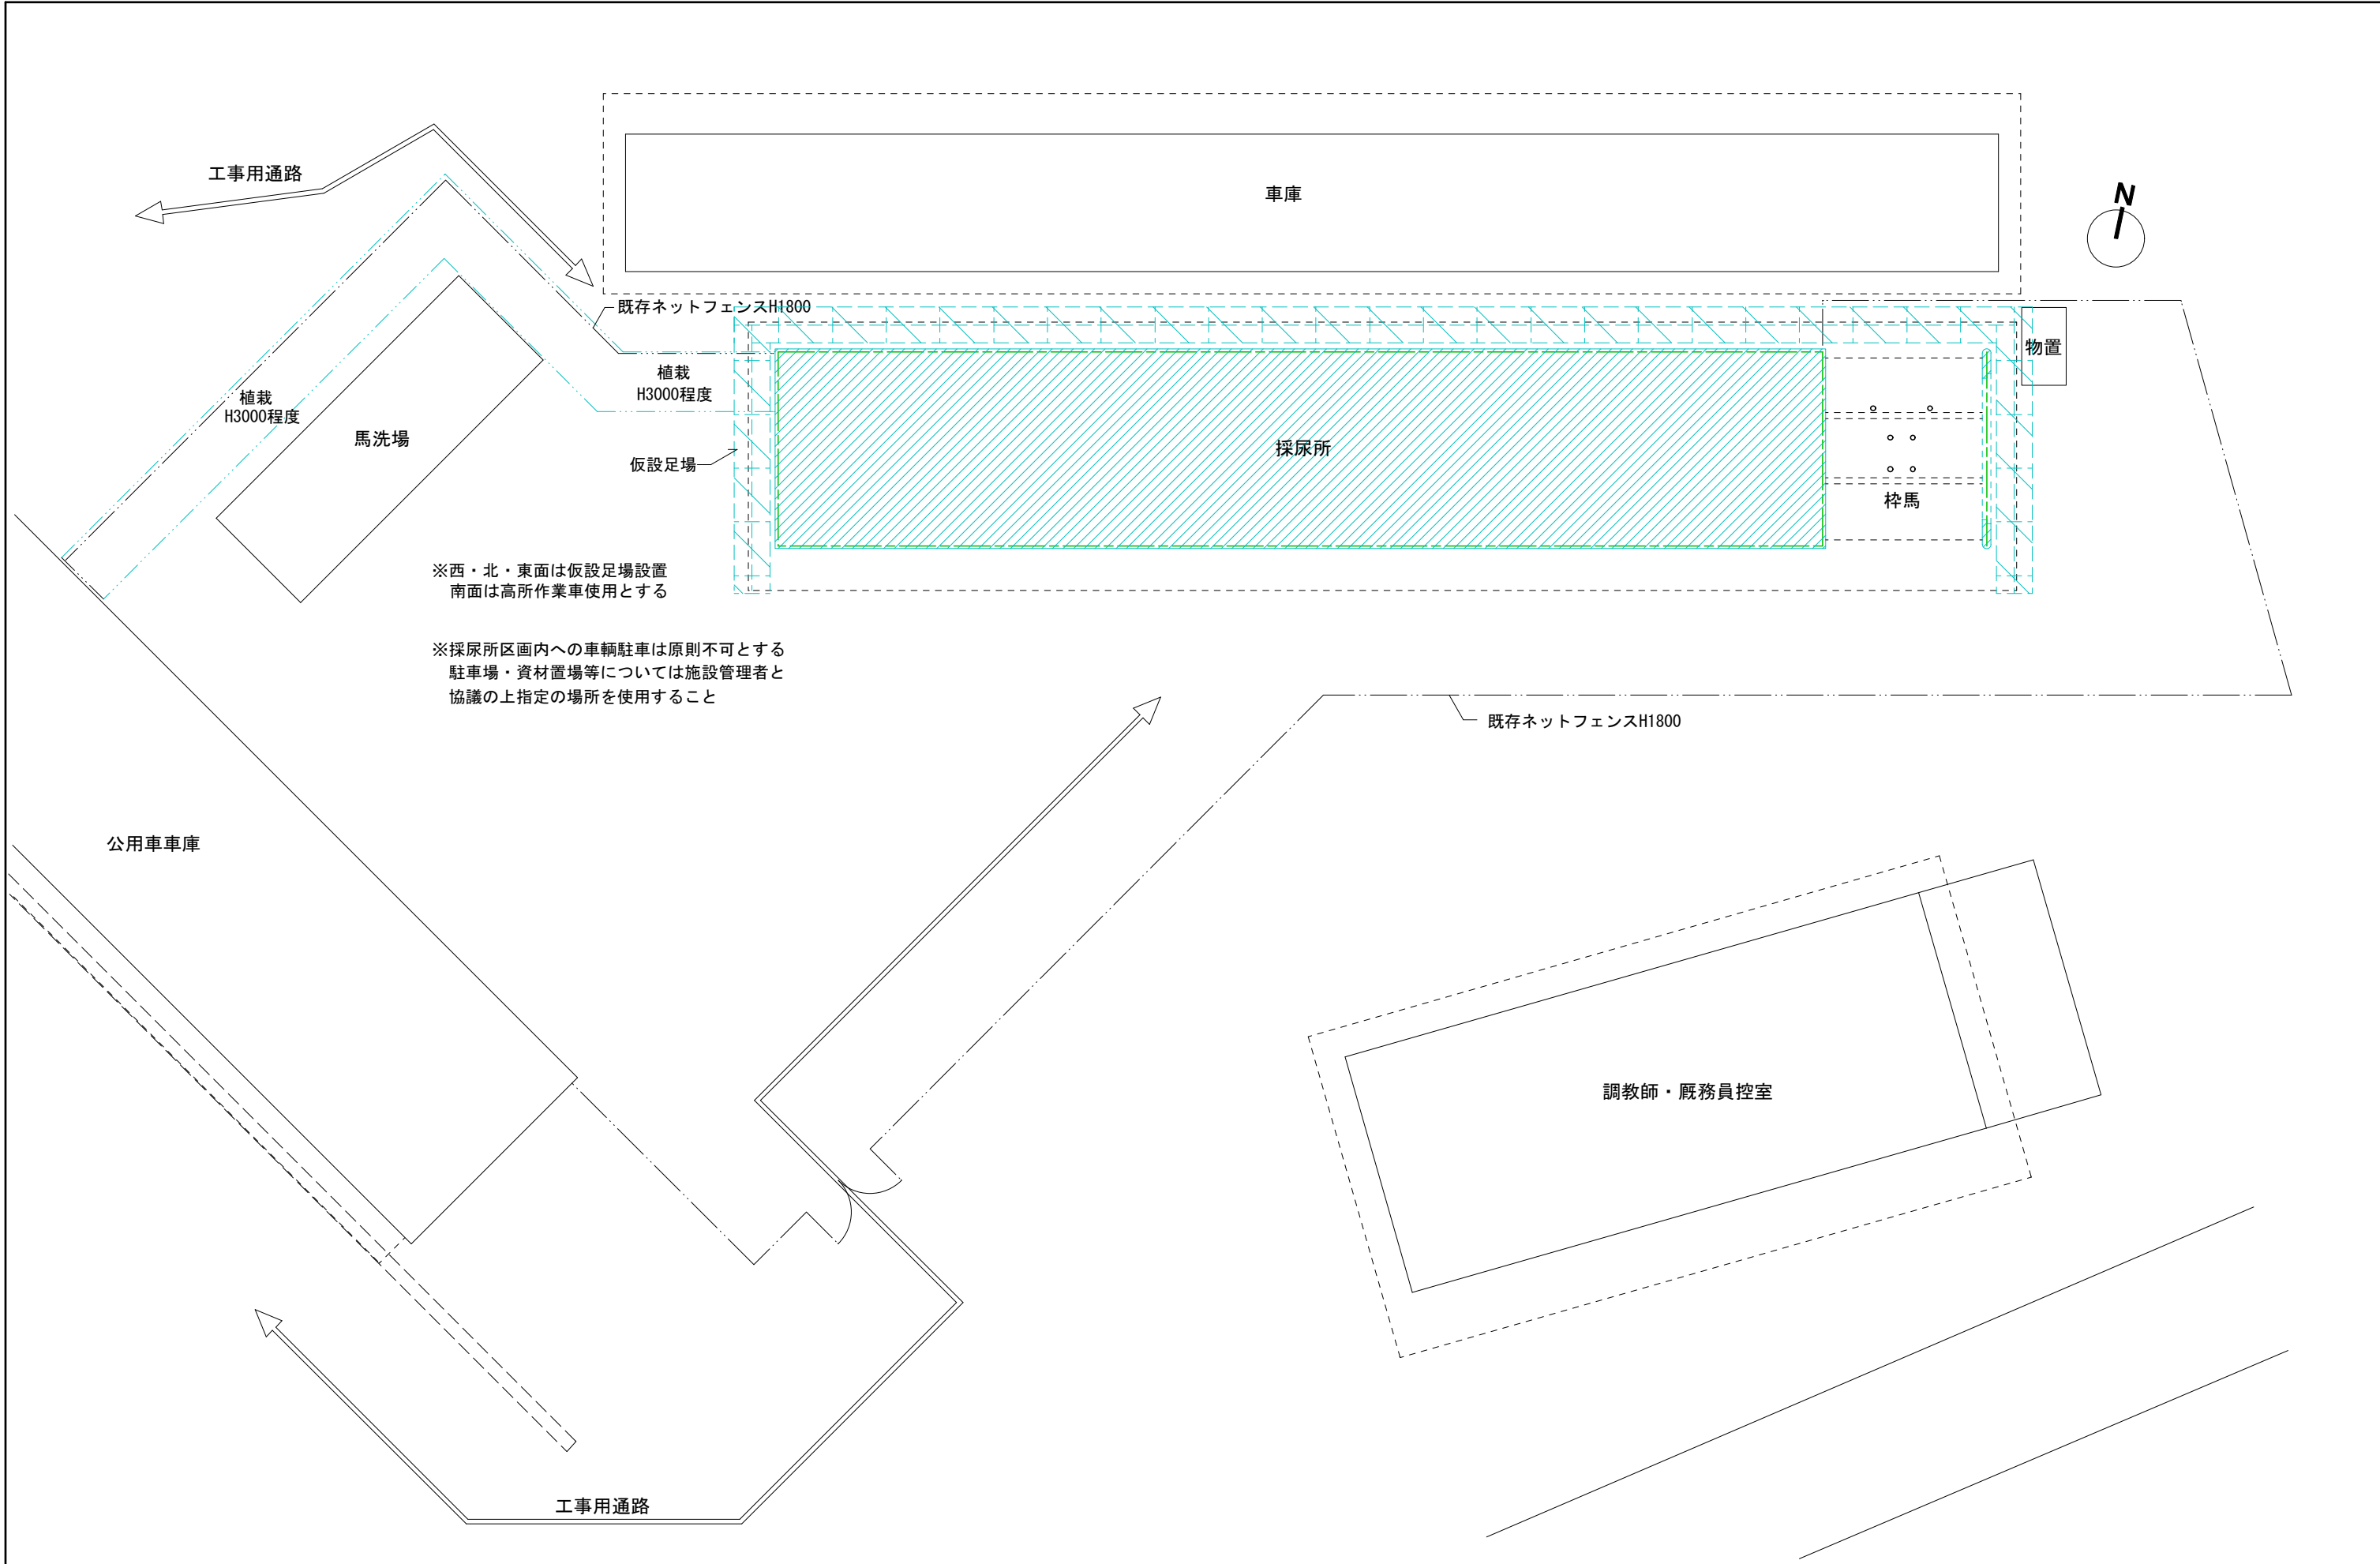 工事用通路
車庫
N
既存ネットフェンスH1800
物置
植栽
H3000程度
植栽
H3000程度
馬洗場
採尿所
仮設足場
枠馬
※西・北・東面は仮設足場設置
南面は高所作業車使用とする
※採尿所区画内への車輌駐車は原則不可とする
駐車場・資材置場等については施設管理者と
協議の上指定の場所を使用すること
既存ネットフェンスH1800
公用車車庫
調教師・厩務員控室
工事用通路